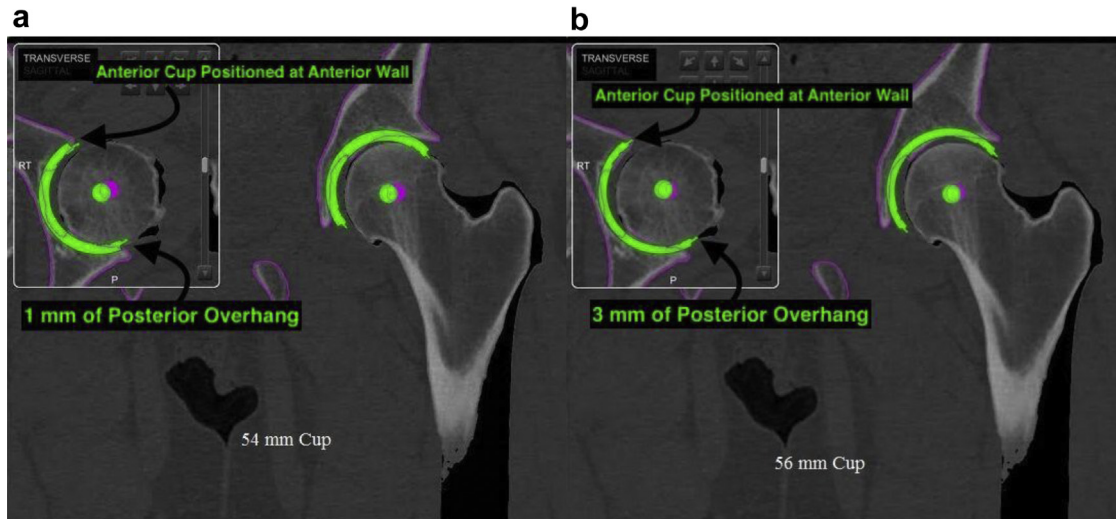 a
TRANSVERSE
SAGITTAL
Anterior Cup Positioned at Anterior Wall
RT
P
1 mm of Posterior Overhang
54 mm Cup
b
TRANSVERSE
SAGITTAL
Anterior Cup Positioned at Anterior Wall
RT
P
3 mm of Posterior Overhang
56 mm Cup